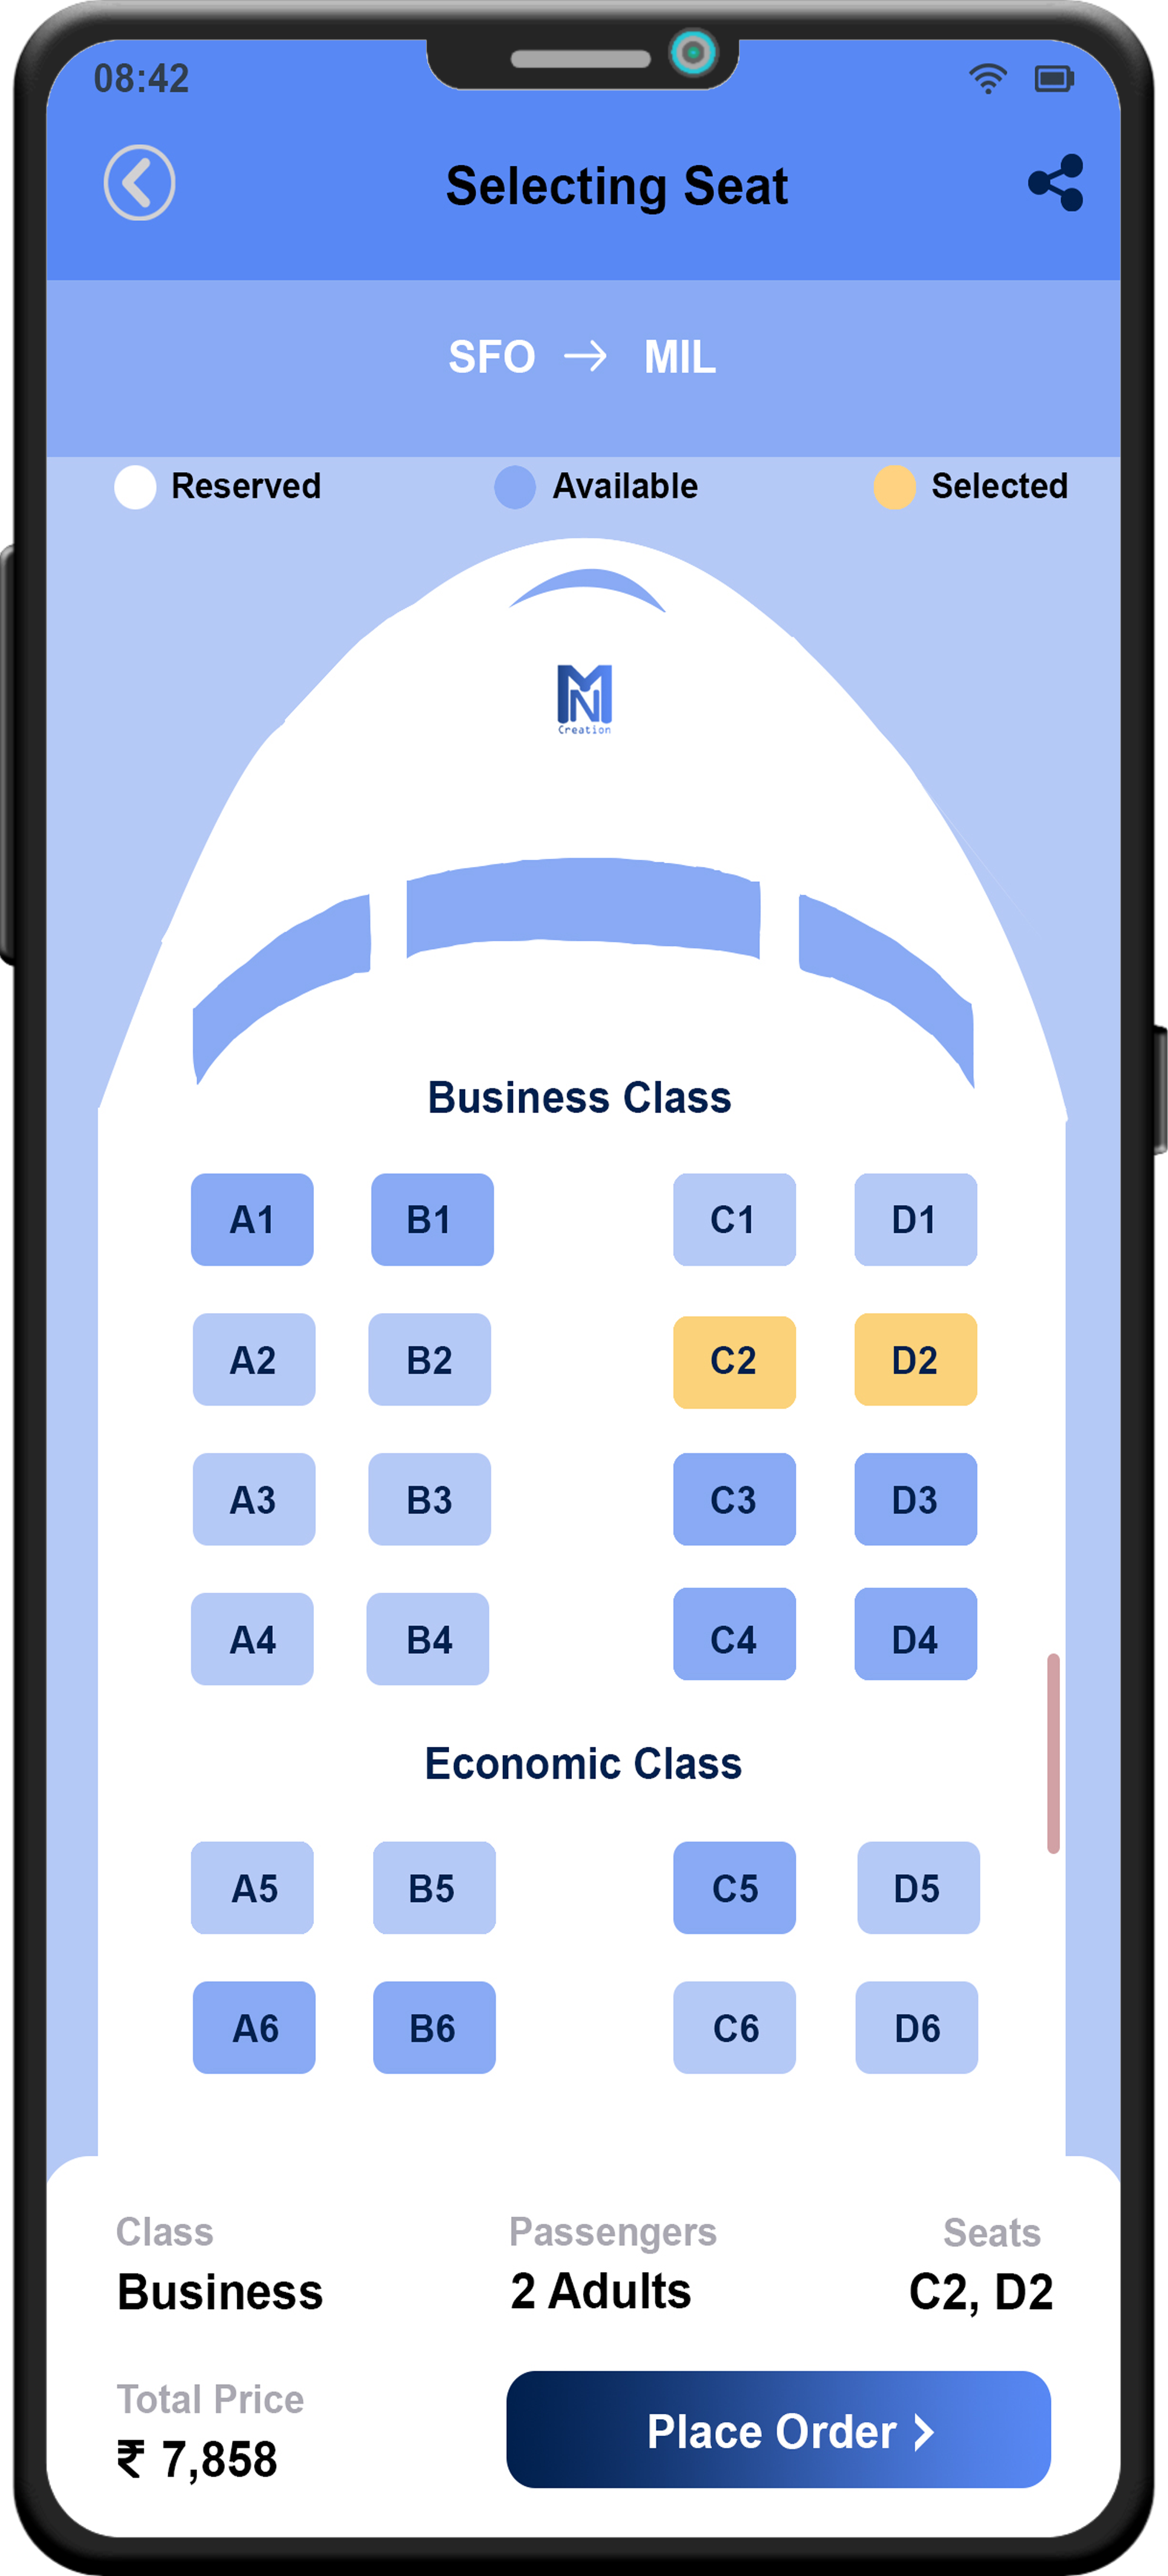 08:42
Selecting Seat
SFO → MIL
Reserved Available Selected
MN
Creation
Business Class
A1 B1 C1 D1
A2 B2 C2 D2
A3 B3 C3 D3
A4 B4 C4 D4
Economic Class
A5 B5 C5 D5
A6 B6 C6 D6
Class Passengers Seats
Business 2 Adults C2, D2
Total Price
₹ 7,858
Place Order >